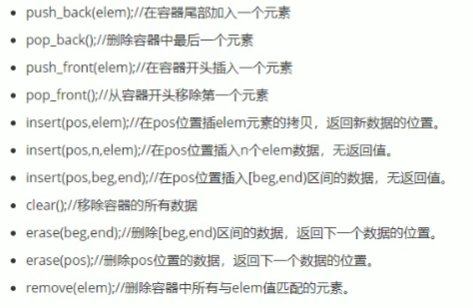 push_back(elem);//在容器尾部加入一个元素
pop_back();//删除容器中最后一个元素
push_front(elem);//在容器开头插入一个元素
pop_front();//从容器开头移除第一个元素
insert(pos,elem);//在pos位置插elem元素的拷贝，返回新数据的位置。
insert(pos,n,elem);//在pos位置插入n个elem数据，无返回值。
insert(pos,beg,end);//在pos位置插入[beg,end)区间的数据，无返回值。
clear();//移除容器的所有数据
erase(beg,end);//删除[beg,end)区间的数据，返回下一个数据的位置。
erase(pos);//删除pos位置的数据，返回下一个数据的位置。
remove(elem);//删除容器中所有与elem值匹配的元素。